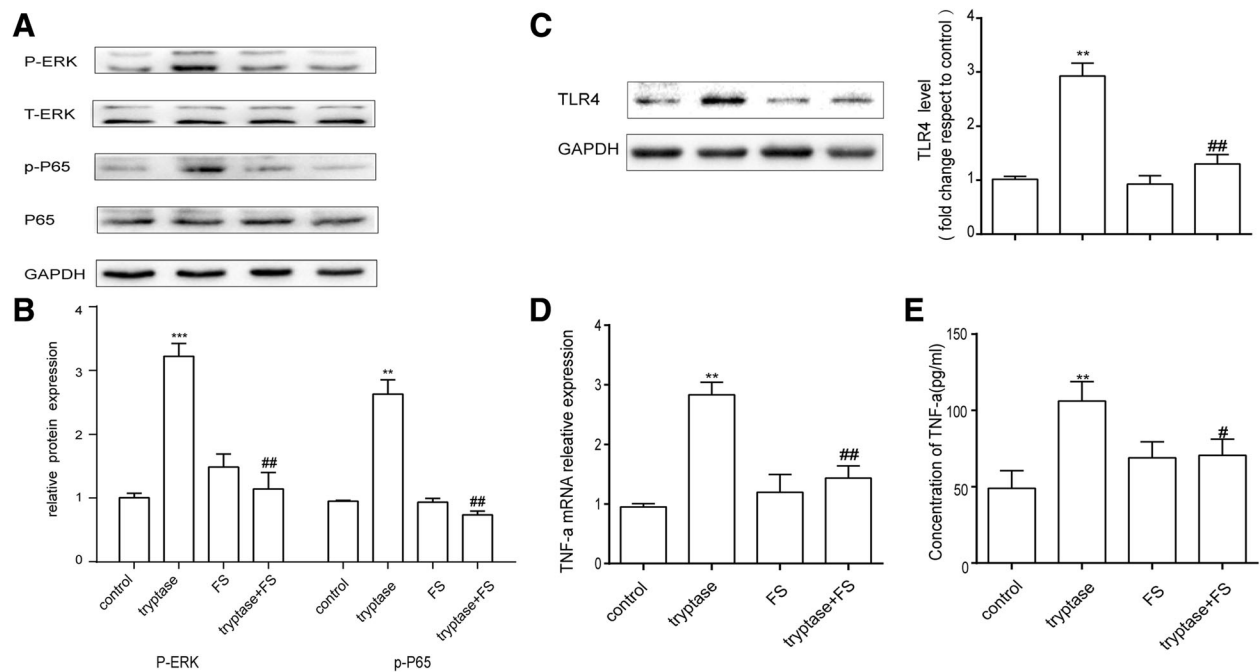 A
P-ERK
T-ERK
p-P65
P65
GAPDH
B
relative protein expression
4
3
2
1
0
***
##
**
##
control
tryptase
FS
tryptase+FS
control
tryptase
FS
tryptase+FS
P-ERK
p-P65
C
TLR4
GAPDH
TLR4 level
( fold change respect to control)
4
3
2
1
0
**
##
D
TNF-a mRNA releative expression
4
3
2
1
0
**
##
control
tryptase
FS
tryptase+FS
E
Concentration of TNF-a(pg/ml)
150
100
50
0
**
#
control
tryptase
FS
tryptase+FS